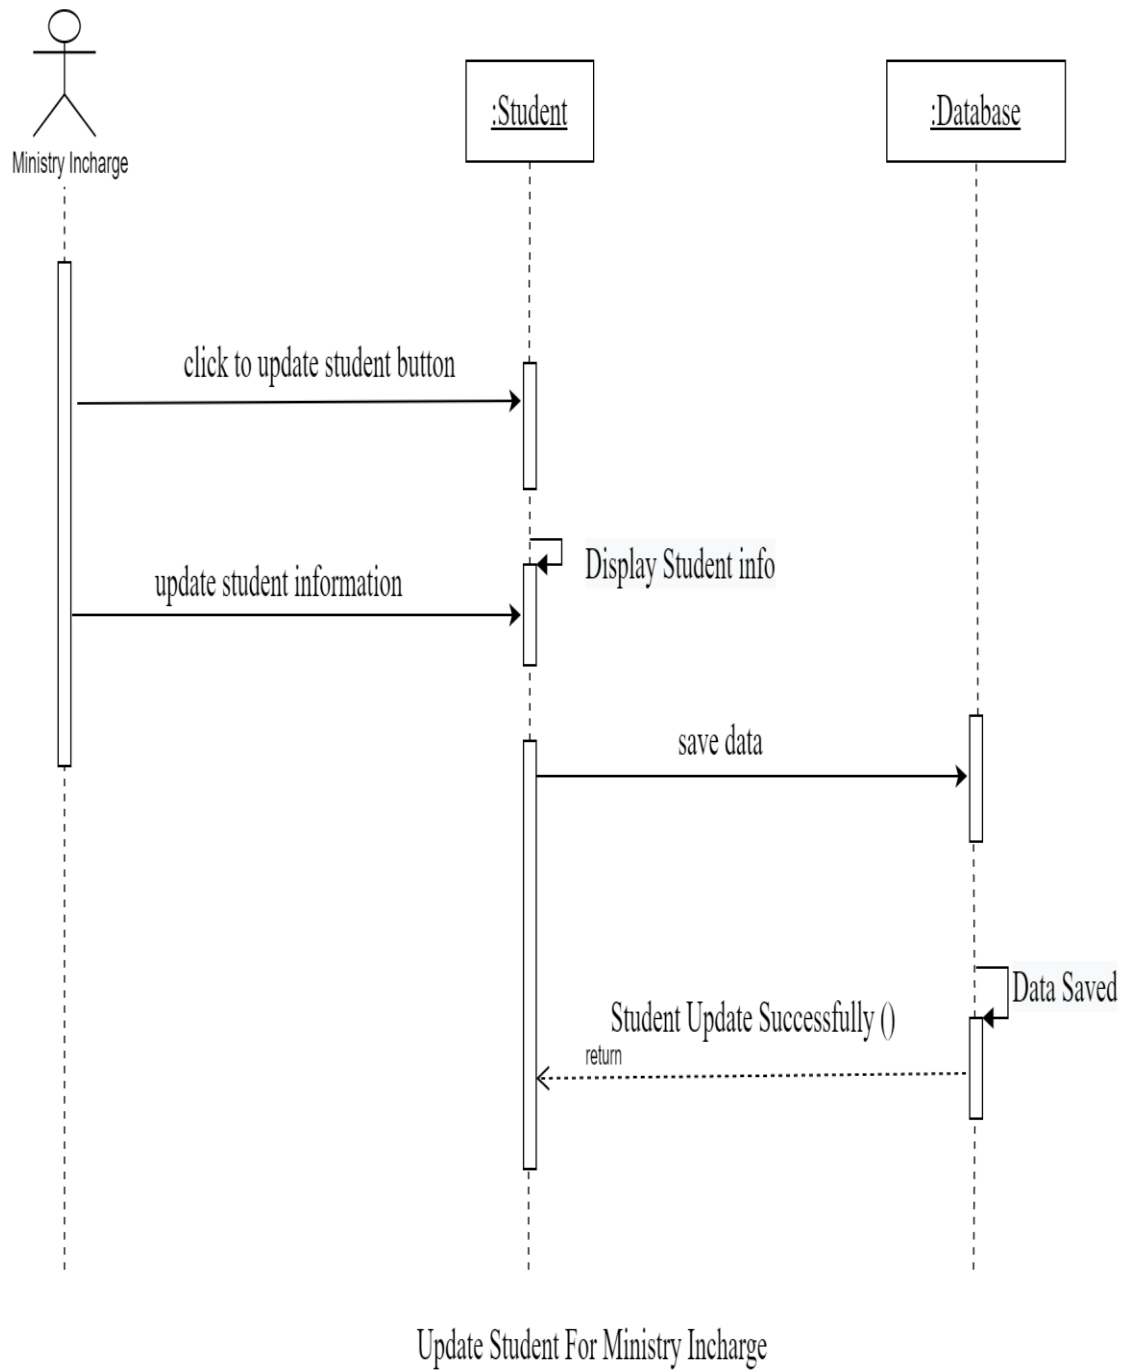 :Student
:Database
Ministry Incharge
click to update student button
Display Student info
update student information
save data
Data Saved
Student Update Successfully ()
return
Update Student For Ministry Incharge